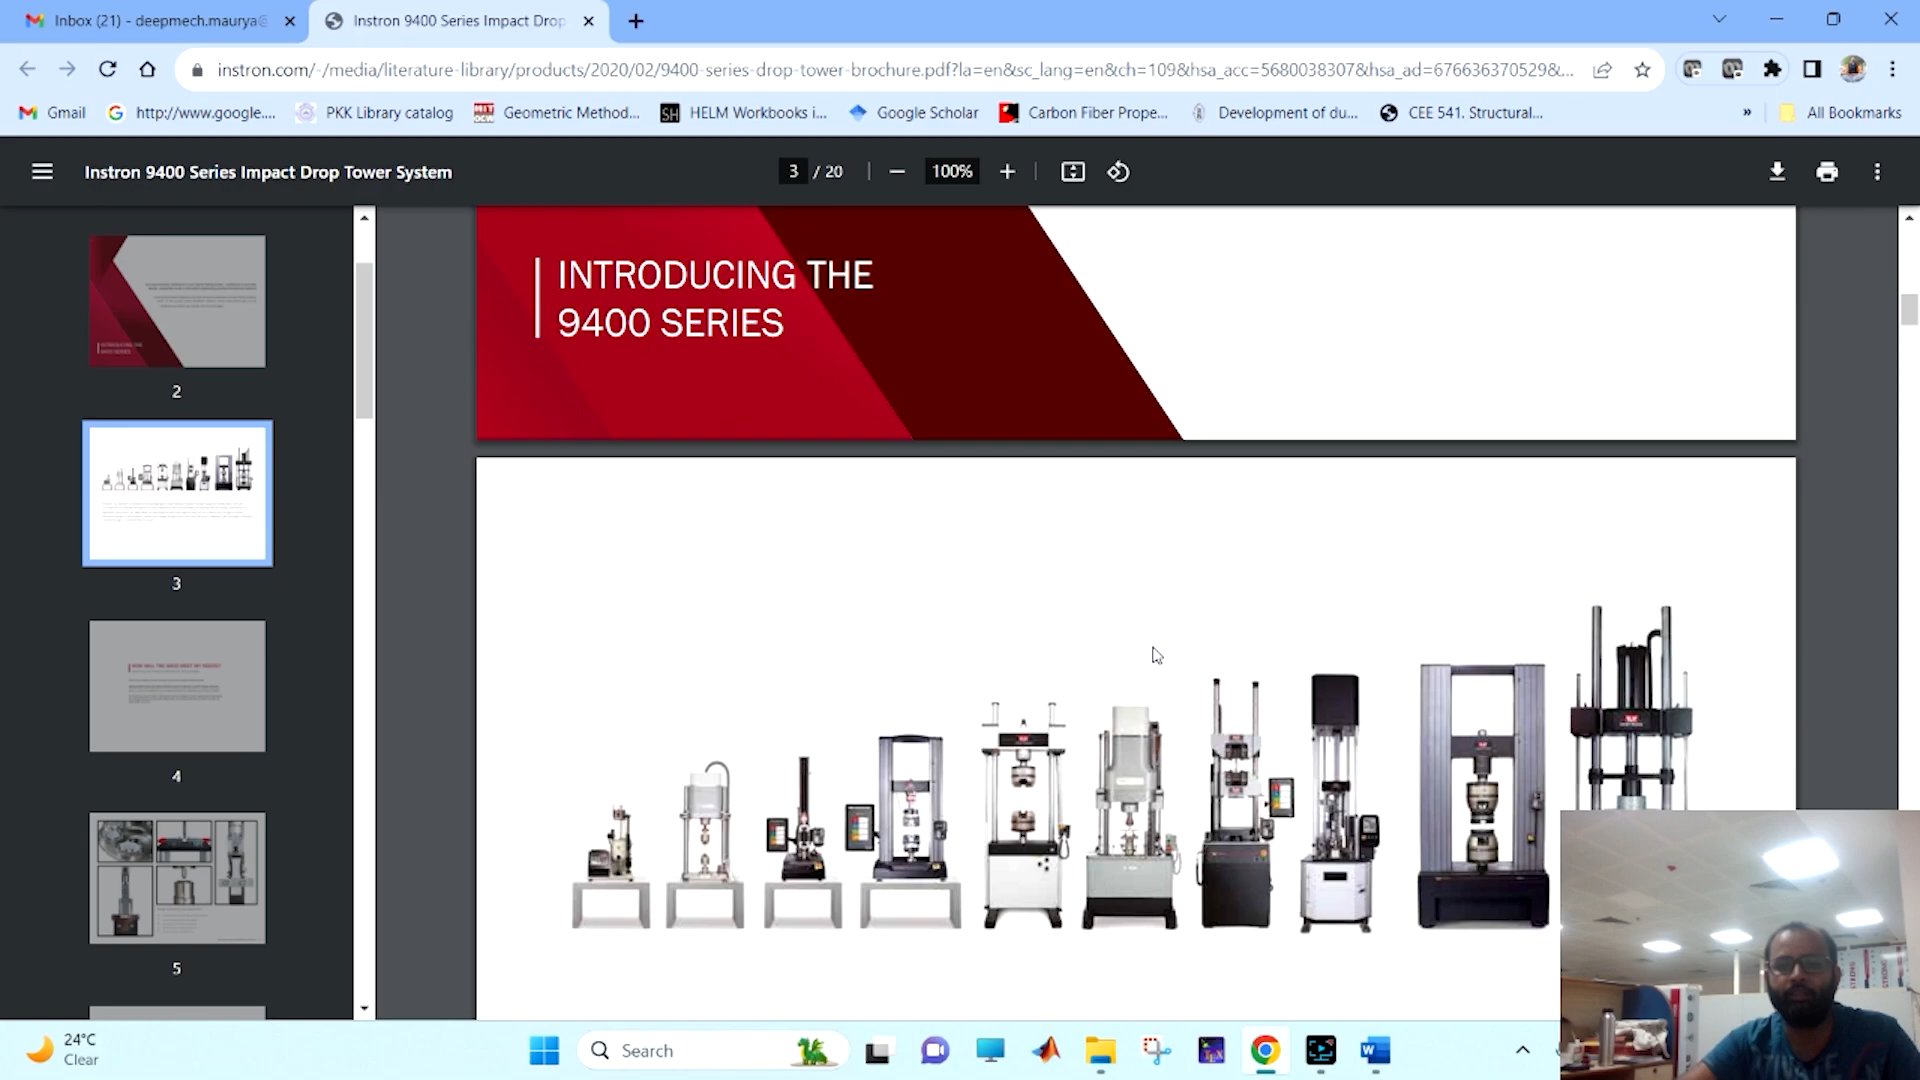 Inbox (21) - deepmech.maurya@
Instron 9400 Series Impact Drop
instron.com/-/media/literature-library/products/2020/02/9400-series-drop-tower-brochure.pdf?la=en&sc_lang=en&ch=109&hsa_acc=5680038307&hsa_ad=676636370529&...
Gmail
http://www.google....
PKK Library catalog
Geometric Method...
HELM Workbooks i...
Google Scholar
Carbon Fiber Prope...
Development of du...
CEE 541. Structural...
»
All Bookmarks
Instron 9400 Series Impact Drop Tower System
3 / 20
100%
INTRODUCING THE
9400 SERIES
2
3
4
5
24°C
Clear
Search